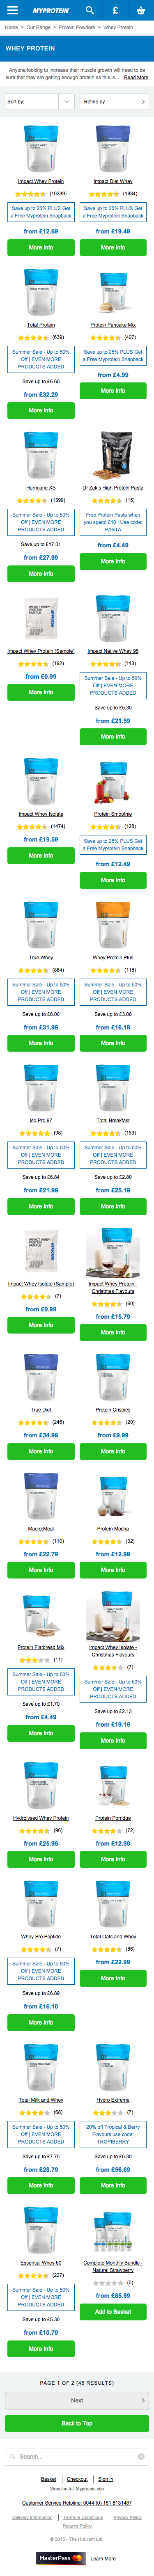 MYPROTEIN
£
Home > Our Range > Protein Powders > Whey Protein
WHEY PROTEIN
Anyone looking to increase their muscle growth will need to be
sure that they are getting enough protein as this is a... Read More
Sort by:
Refine by
Impact Whey Protein
(10239)
Save up to 25% PLUS Get
a Free Myprotein Snapback
from £12.69
More Info
Impact Diet Whey
(1884)
Save up to 25% PLUS Get
a Free Myprotein Snapback
from £19.49
More Info
Total Protein
(639)
Summer Sale - Up to 50%
Off | EVEN MORE
PRODUCTS ADDED
Save up to £6.60
from £32.29
More Info
Protein Pancake Mix
(407)
Save up to 25% PLUS Get
a Free Myprotein Snapback
from £4.99
More Info
Hurricane XS
(1399)
Summer Sale - Up to 50%
Off | EVEN MORE
PRODUCTS ADDED
Save up to £17.01
from £27.99
More Info
Dr Zak's High Protein Pasta
(15)
Free Protein Pasta when
you spend £10 | Use code:
PASTA
from £4.49
More Info
Impact Whey Protein (Sample)
(192)
from £0.99
More Info
Impact Native Whey 95
(113)
Summer Sale - Up to 50%
Off | EVEN MORE
PRODUCTS ADDED
Save up to £5.30
from £21.59
More Info
Impact Whey Isolate
(1474)
from £19.59
More Info
Protein Smoothie
(128)
Save up to 25% PLUS Get
a Free Myprotein Snapback
from £12.49
More Info
True Whey
(884)
Summer Sale - Up to 50%
Off | EVEN MORE
PRODUCTS ADDED
Save up to £8.00
from £31.99
More Info
Whey Protein Plus
(118)
Summer Sale - Up to 50%
Off | EVEN MORE
PRODUCTS ADDED
Save up to £3.00
from £16.19
More Info
Iso:Pro 97
(98)
Summer Sale - Up to 50%
Off | EVEN MORE
PRODUCTS ADDED
Save up to £6.84
from £21.99
More Info
Total Breakfast
(159)
Summer Sale - Up to 50%
Off | EVEN MORE
PRODUCTS ADDED
Save up to £2.80
from £25.19
More Info
Impact Whey Isolate (Sample)
(7)
from £0.99
More Info
Impact Whey Protein -
Christmas Flavours
(60)
from £15.79
More Info
True Diet
(246)
from £34.99
More Info
Protein Crispies
(20)
from £9.99
More Info
Macro:Meal
(110)
from £22.79
More Info
Protein Mocha
(32)
from £12.99
More Info
Protein Flatbread Mix
(11)
Summer Sale - Up to 50%
Off | EVEN MORE
PRODUCTS ADDED
Save up to £1.70
from £4.49
More Info
Impact Whey Isolate -
Christmas Flavours
(7)
Summer Sale - Up to 50%
Off | EVEN MORE
PRODUCTS ADDED
Save up to £2.13
from £19.16
More Info
Hydrolysed Whey Protein
(96)
from £25.99
More Info
Protein Porridge
(72)
from £12.99
More Info
Whey Pro Peptide
(7)
Summer Sale - Up to 50%
Off | EVEN MORE
PRODUCTS ADDED
Save up to £6.89
from £16.10
More Info
Total Oats and Whey
(86)
from £22.99
More Info
Total Milk and Whey
(68)
Summer Sale - Up to 50%
Off | EVEN MORE
PRODUCTS ADDED
Save up to £7.70
from £28.79
More Info
Hydro Extreme
(7)
20% off Tropical & Berry
Flavours use code:
TROPIBERRY
Save up to £6.30
from £56.69
More Info
Essential Whey 60
(227)
Summer Sale - Up to 50%
Off | EVEN MORE
PRODUCTS ADDED
Save up to £5.30
from £10.79
More Info
Complete Monthly Bundle -
Natural Strawberry
(0)
from £85.99
Add to Basket
PAGE 1 OF 2 (46 RESULTS)
Next
Back to Top
Search...
Basket
Checkout
Sign in
View the full Myprotein site
Customer Service Helpline: 0044 (0) 161 8131487
Delivery Information
Terms & Conditions
Privacy Policy
Returns Policy
© 2015 - The Hut.com Ltd.
MasterPass
Learn More